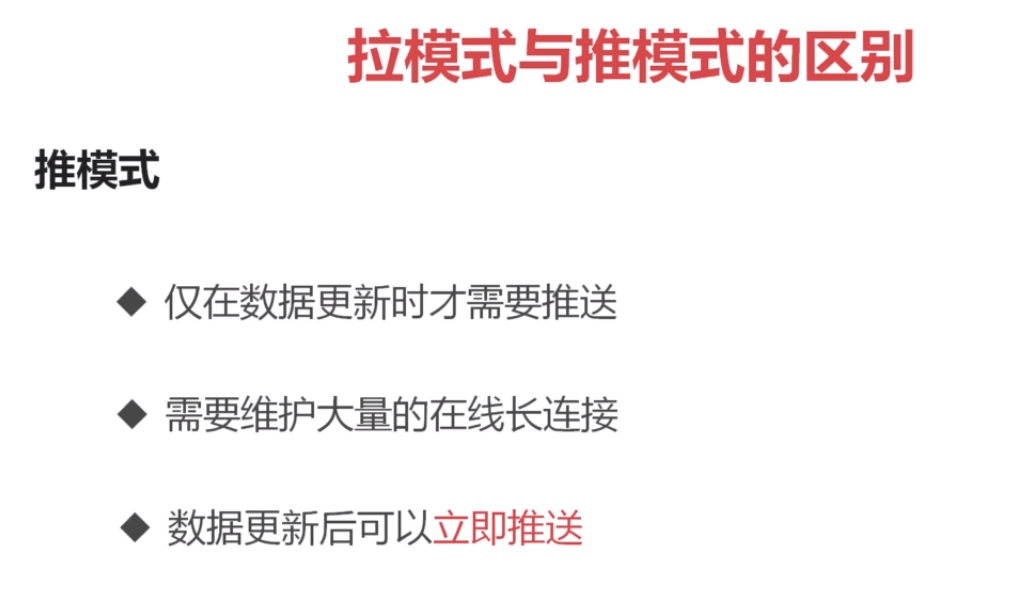 拉模式与推模式的区别
推模式
◆ 仅在数据更新时才需要推送
◆ 需要维护大量的在线长连接
◆ 数据更新后可以立即推送